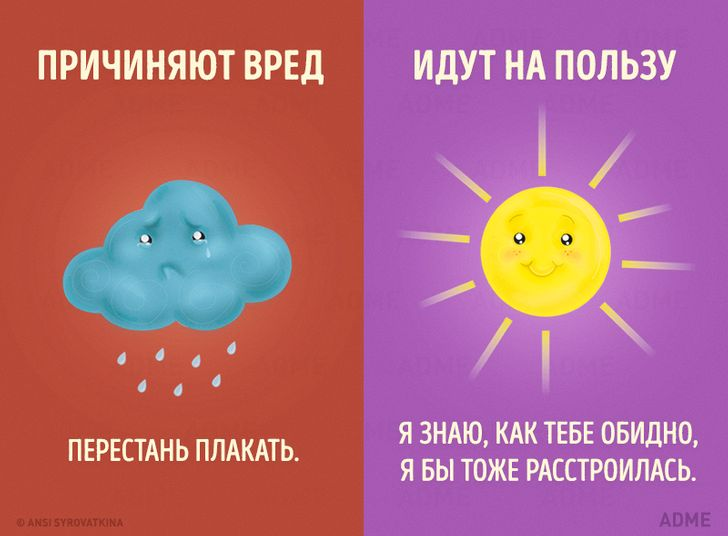 ПРИЧИНЯЮТ ВРЕД
ПЕРЕСТАНЬ ПЛАКАТЬ.
© ANSI SYROVATKINA
ИДУТ НА ПОЛЬЗУ
Я ЗНАЮ, КАК ТЕБЕ ОБИДНО,
Я БЫ ТОЖЕ РАССТРОИЛАСЬ.
ADME